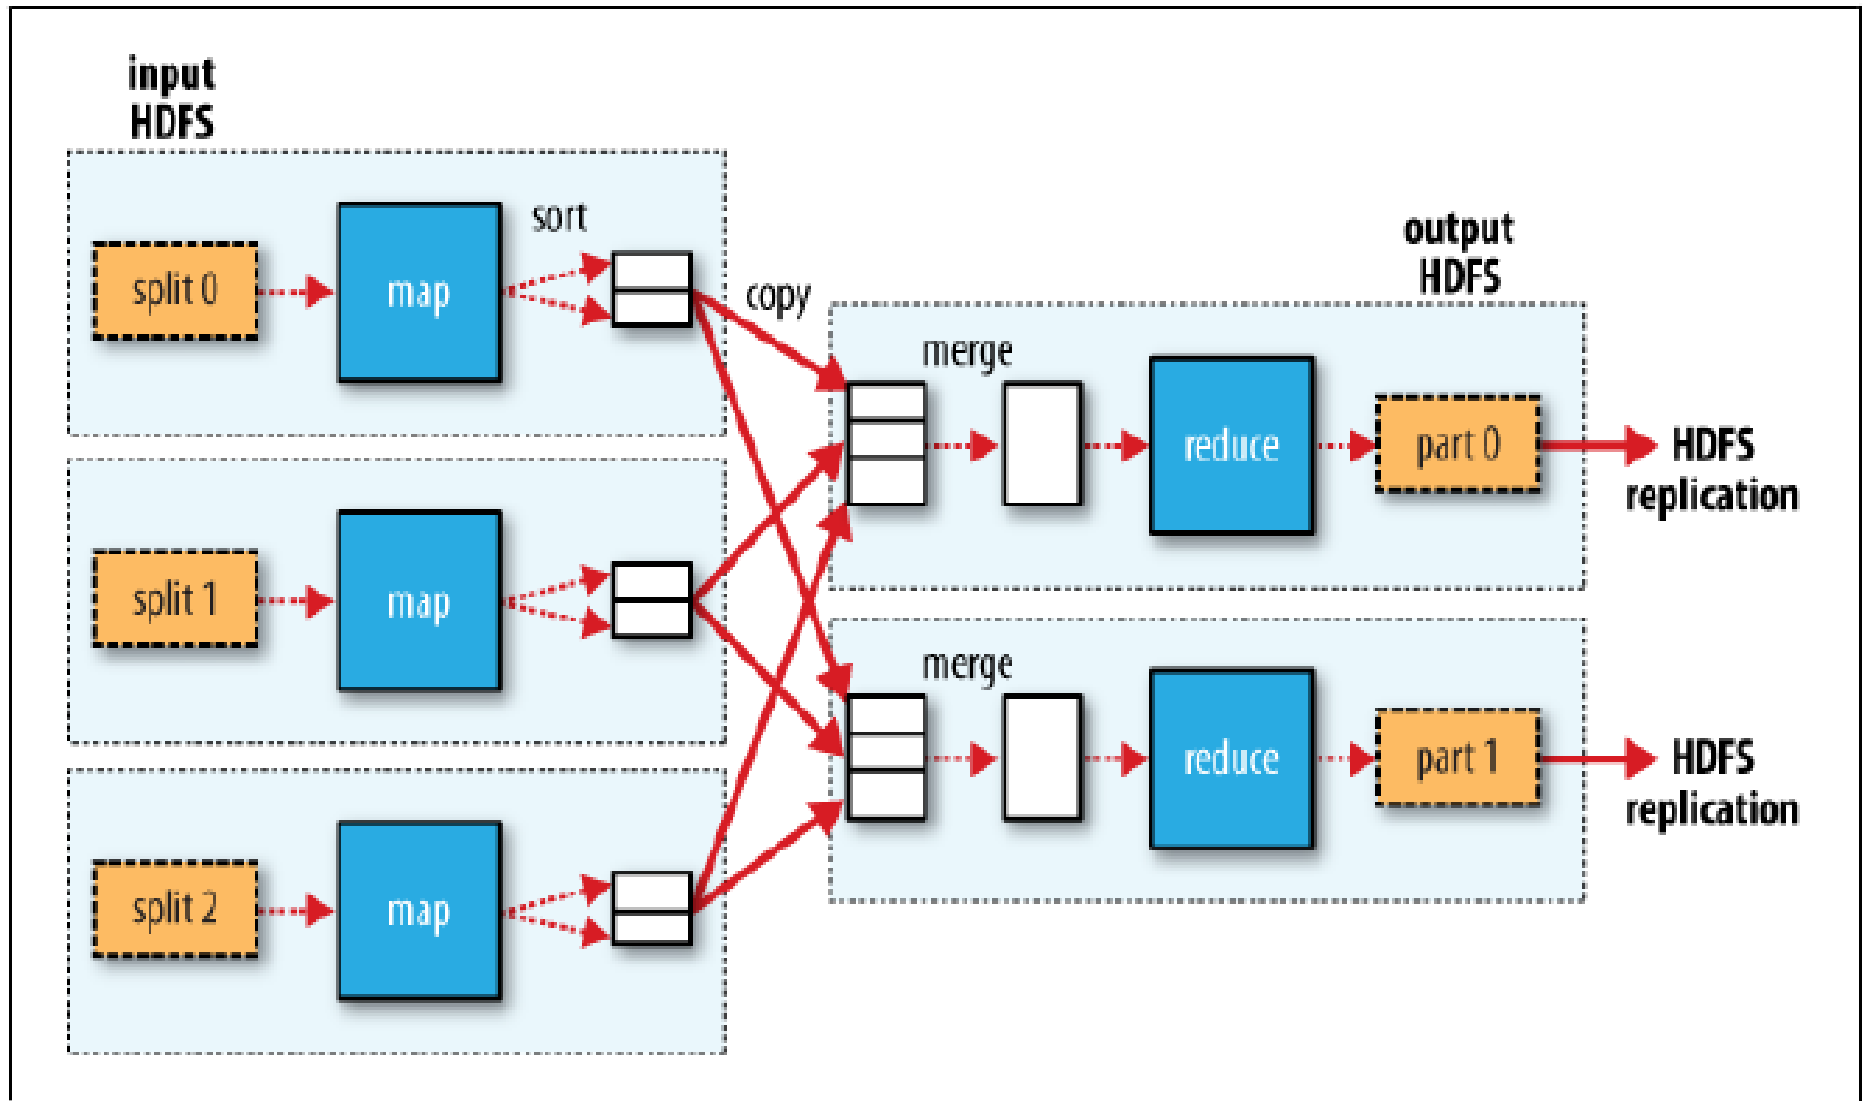 input
HDFS
split 0
map
sort
copy
split 1
map
split 2
map
output
HDFS
merge
reduce
part 0
HDFS
replication
merge
reduce
part 1
HDFS
replication